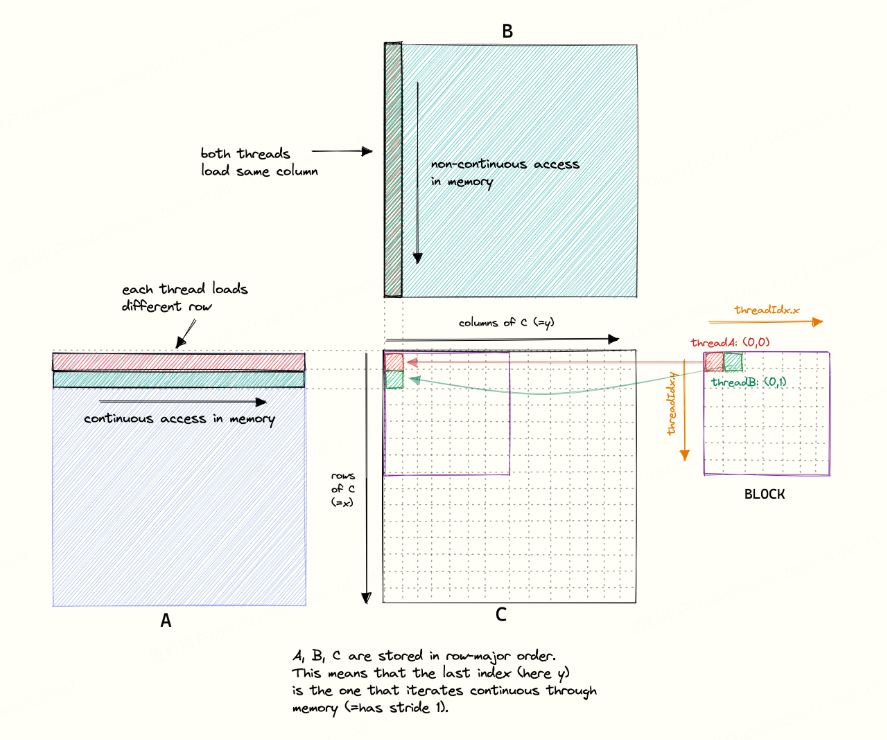 B
both threads
load same column
non-continuous access
in memory
each thread loads
different row
columns of C (=y)
threadIdx.x
threadA: (0,0)
threadB: (0,1)
threadIdx.y
continuous access in memory
rows
of C
(=x)
BLOCK
A
C
A, B, C are stored in row-major order.
This means that the last index (here y)
is the one that iterates continuous through
memory (=has stride 1).